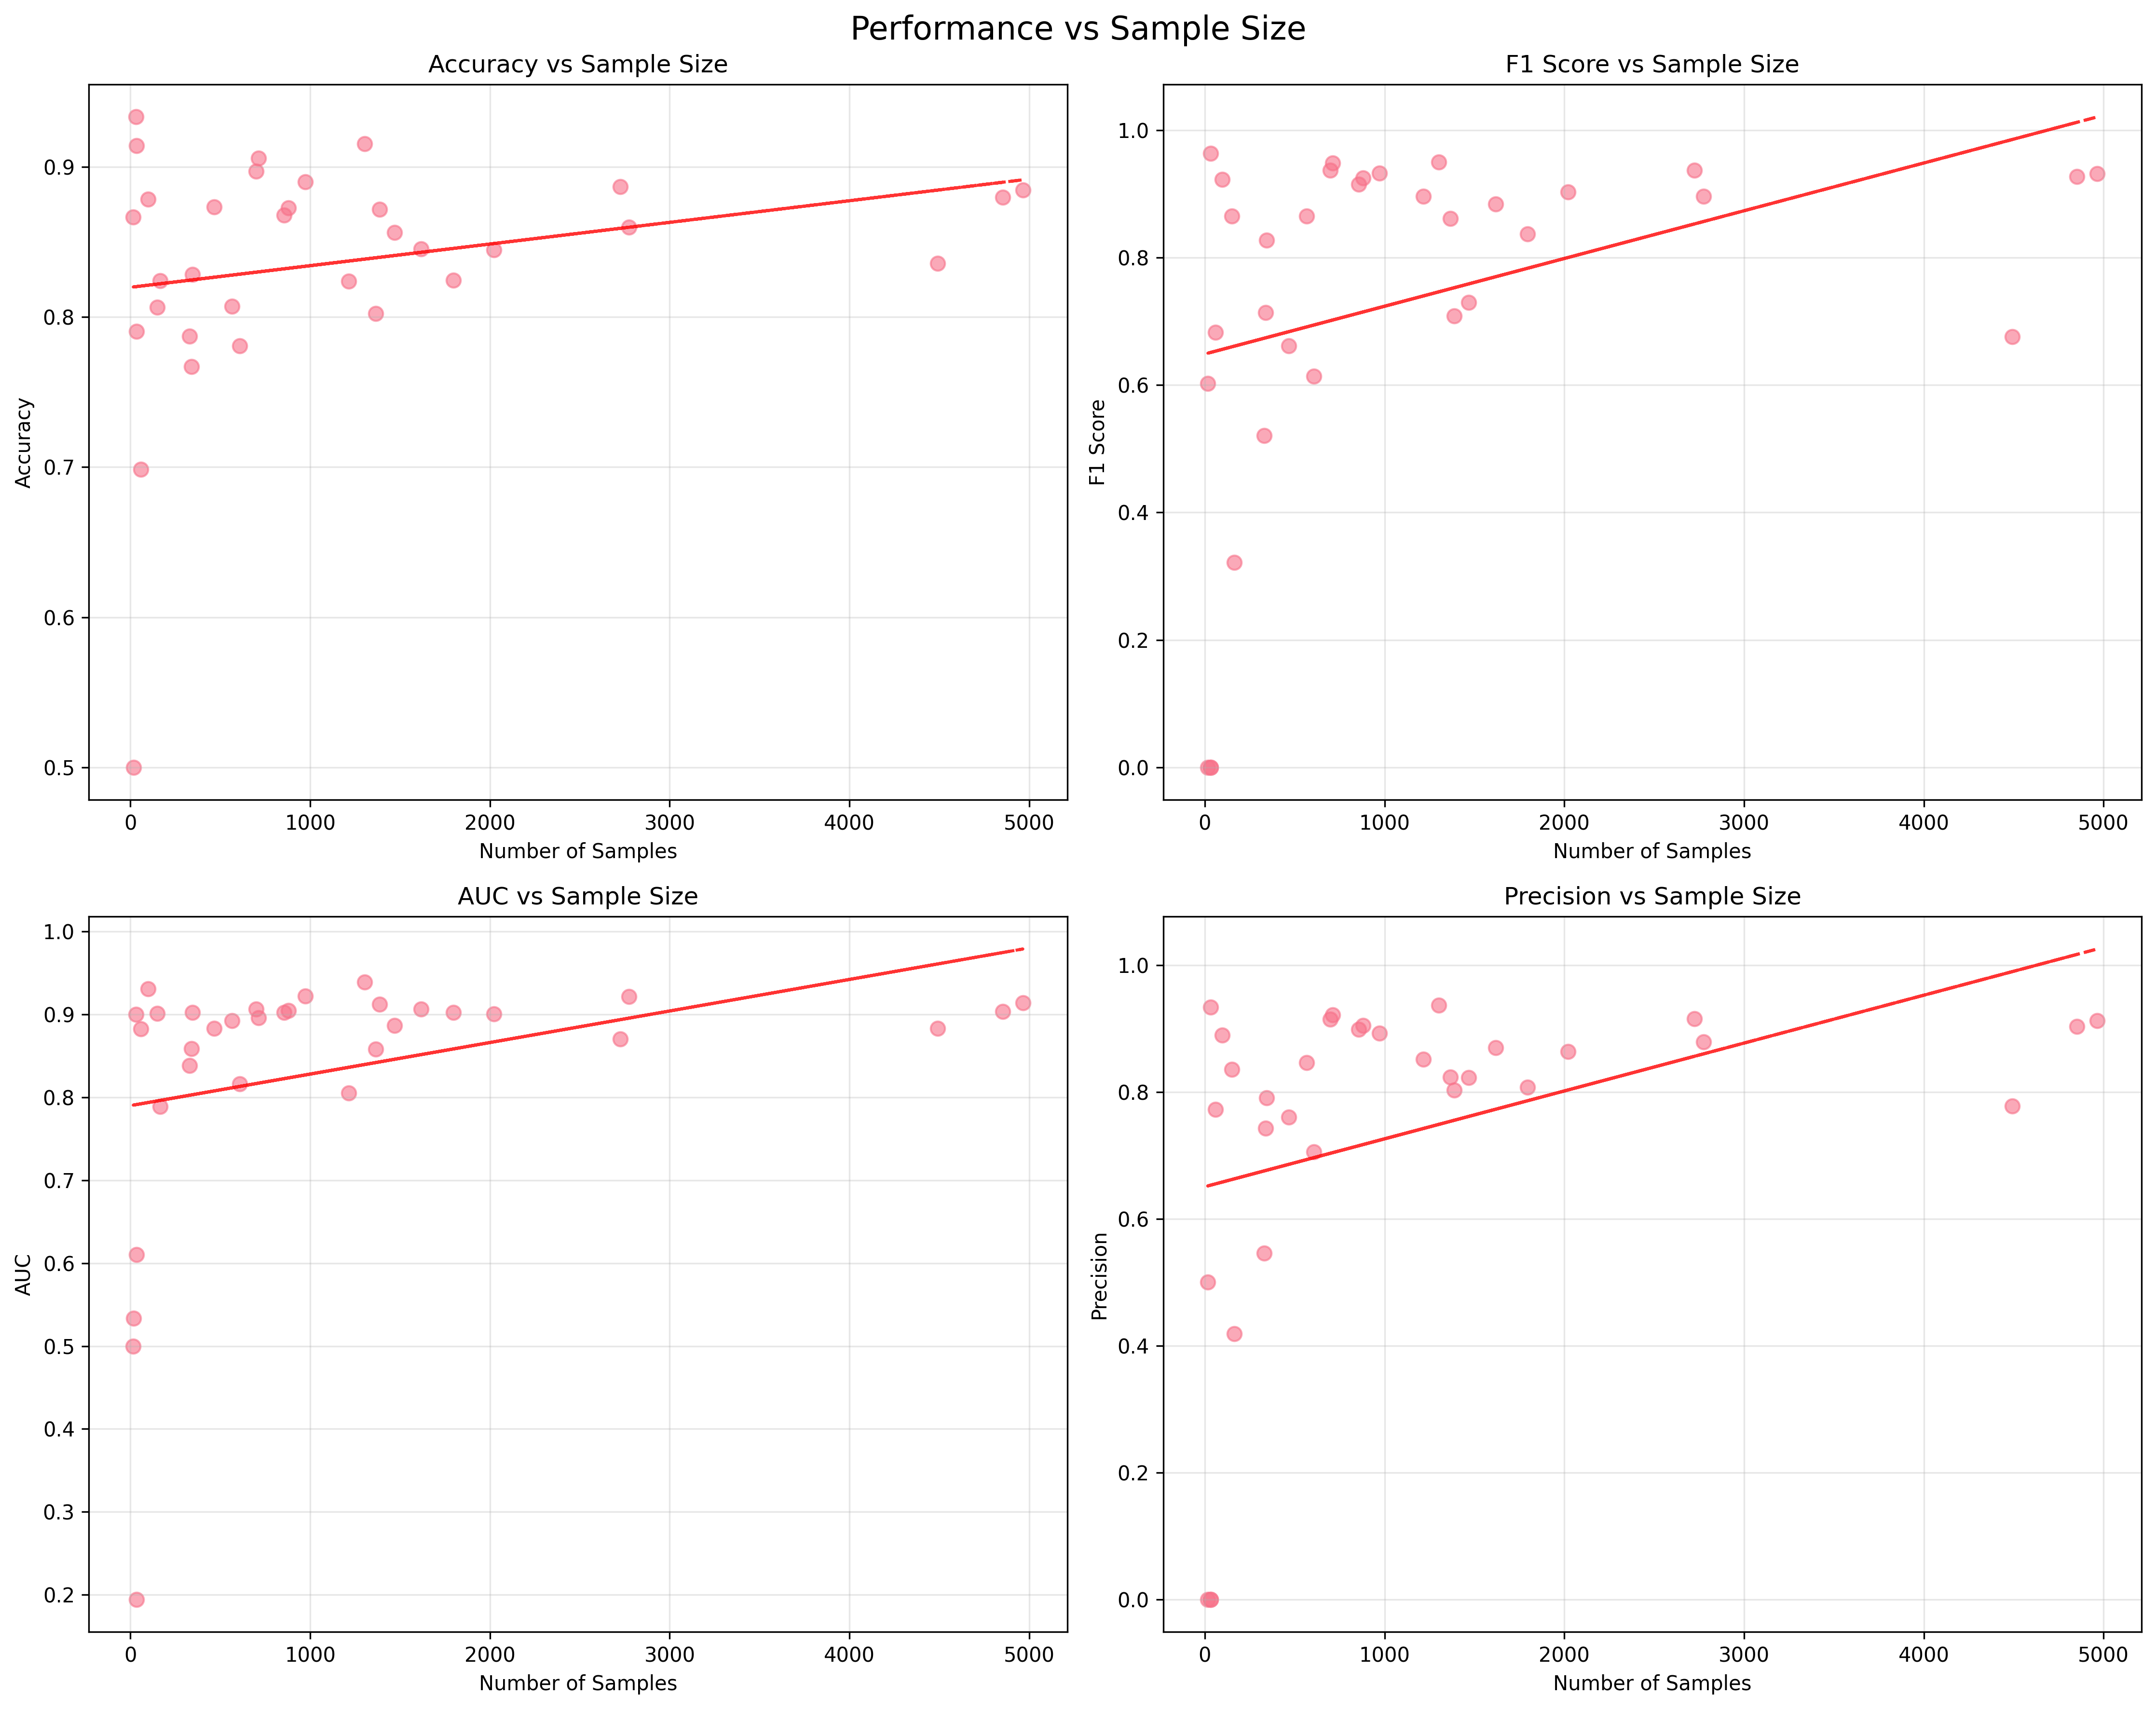 Performance vs Sample Size
Accuracy vs Sample Size
Accuracy
0.9
0.8
0.7
0.6
0.5
0 1000 2000 3000 4000 5000
Number of Samples
F1 Score vs Sample Size
F1 Score
1.0
0.8
0.6
0.4
0.2
0.0
0 1000 2000 3000 4000 5000
Number of Samples
AUC vs Sample Size
AUC
1.0
0.9
0.8
0.7
0.6
0.5
0.4
0.3
0.2
0 1000 2000 3000 4000 5000
Number of Samples
Precision vs Sample Size
Precision
1.0
0.8
0.6
0.4
0.2
0.0
0 1000 2000 3000 4000 5000
Number of Samples